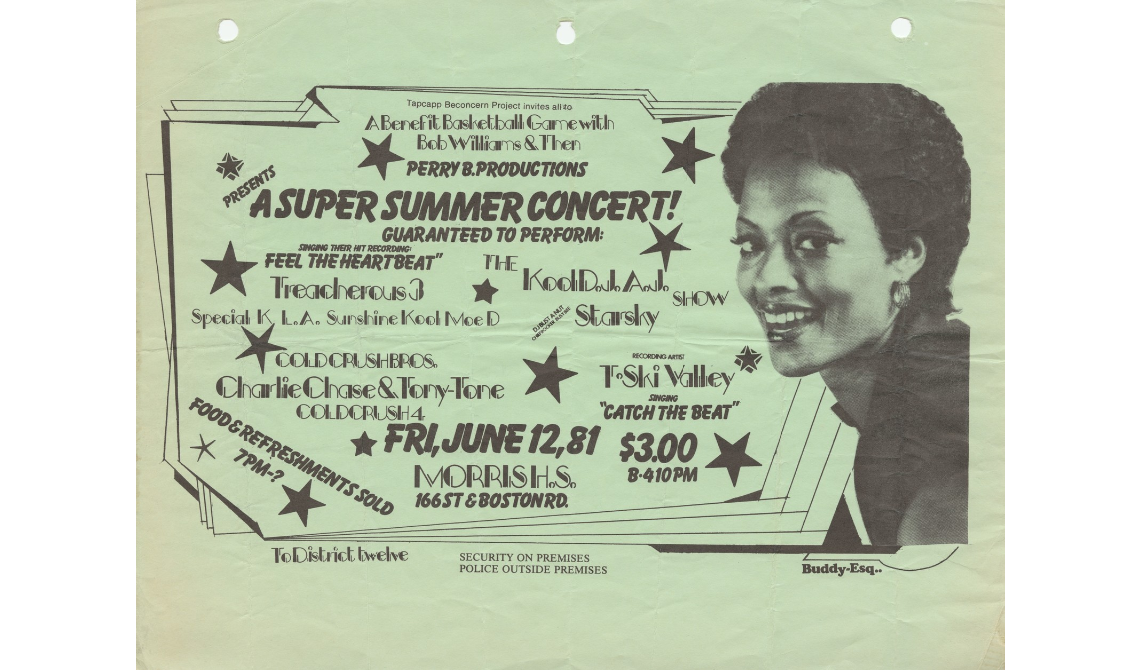 Tapcapp Beconcern Project invites all to
A Benefit Basketball Game with
Bob Williams & Then
PERRY B. PRODUCTIONS
PRESENTS
A SUPER SUMMER CONCERT!
GUARANTEED TO PERFORM:
SINGING THEIR HIT RECORDING:
FEEL THE HEARTBEAT"
Treacherous 3
Special K, L.A. Sunshine Kool Moe D
THE
Kool D.J. A.J.
SHOW
Starsky
COLD CRUSH BROS.
Charlie Chase & Tony-Tone
COLD CRUSH 4
RECORDING ARTIST
T-Ski Valley
SINGING
"CATCH THE BEAT"
FOOD & REFRESHMENTS SOLD
7PM-?
FRI, JUNE 12, 81
$3.00
B-4 10 PM
MORRIS H.S.
166 ST & BOSTON RD.
To District twelve
SECURITY ON PREMISES
POLICE OUTSIDE PREMISES
Buddy-Esq..